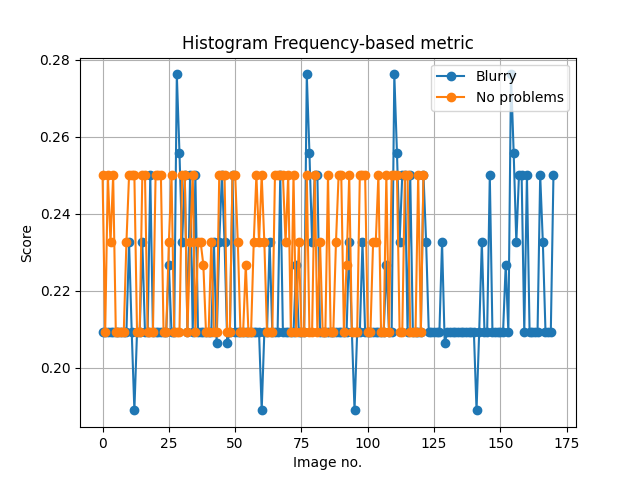 Histogram Frequency-based metric
Blurry
No problems
0.28
0.26
0.24
0.22
0.20
Score
0 25 50 75 100 125 150 175
Image no.